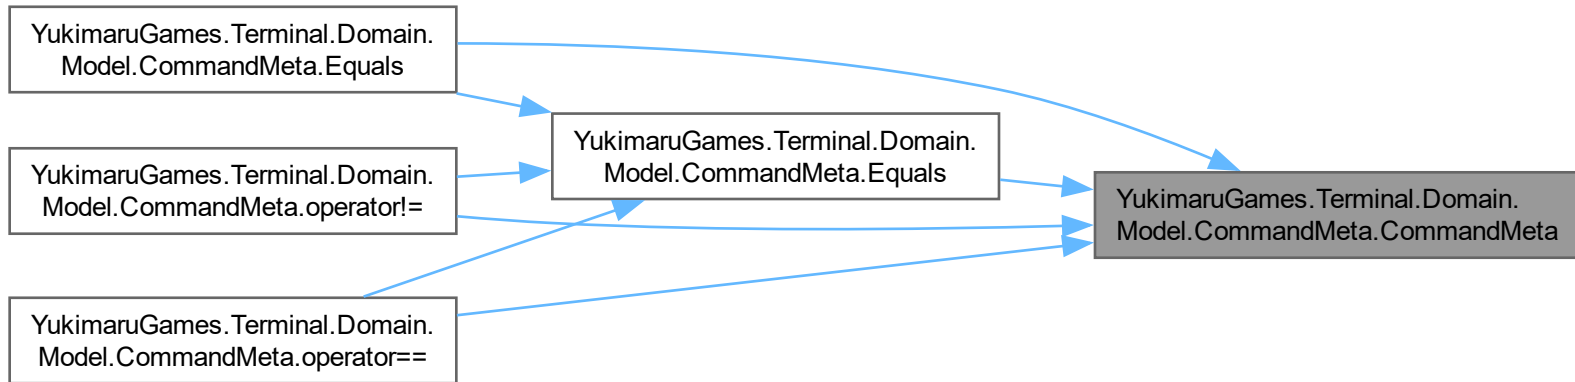 YukimaruGames.Terminal.Domain.
Model.CommandMeta.Equals
YukimaruGames.Terminal.Domain.
Model.CommandMeta.operator!=
YukimaruGames.Terminal.Domain.
Model.CommandMeta.operator==
YukimaruGames.Terminal.Domain.
Model.CommandMeta.Equals
YukimaruGames.Terminal.Domain.
Model.CommandMeta.CommandMeta